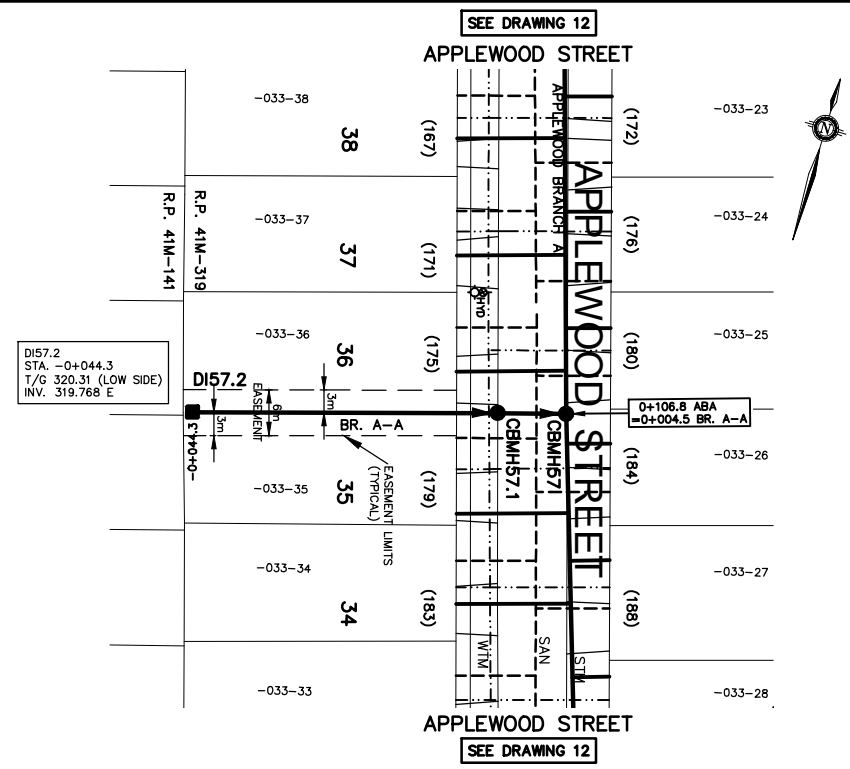 SEE DRAWING 12
APPLEWOOD STREET
-033-38
38
(167)
APPLEWOOD BRANCH A
(172)
-033-23
N
R.P. 41M-141
R.P. 41M-319
-033-37
37
(171)
APPLEWOOD STREET
(176)
-033-24
HYD
-033-36
36
(175)
(180)
-033-25
DI57.2
STA. -0+044.3
T/G 320.31 (LOW SIDE)
INV. 319.768 E
DI57.2
EASEMENT
6m
3m
3m
-0+044.3
BR. A-A
CBMH57.1
CBMH57
0+106.8 ABA
=0+004.5 BR. A-A
EASEMENT LIMITS
(TYPICAL)
-033-35
35
(179)
(184)
-033-26
-033-34
34
(183)
(188)
-033-27
WTM
SAN
STM
-033-33
-033-28
APPLEWOOD STREET
SEE DRAWING 12